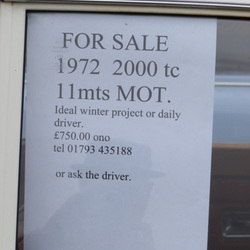 FOR SALE
1972 2000 tc
11mts MOT.
Ideal winter project or daily
driver.
£750.00 ono
tel 01793 435188
or ask the driver.